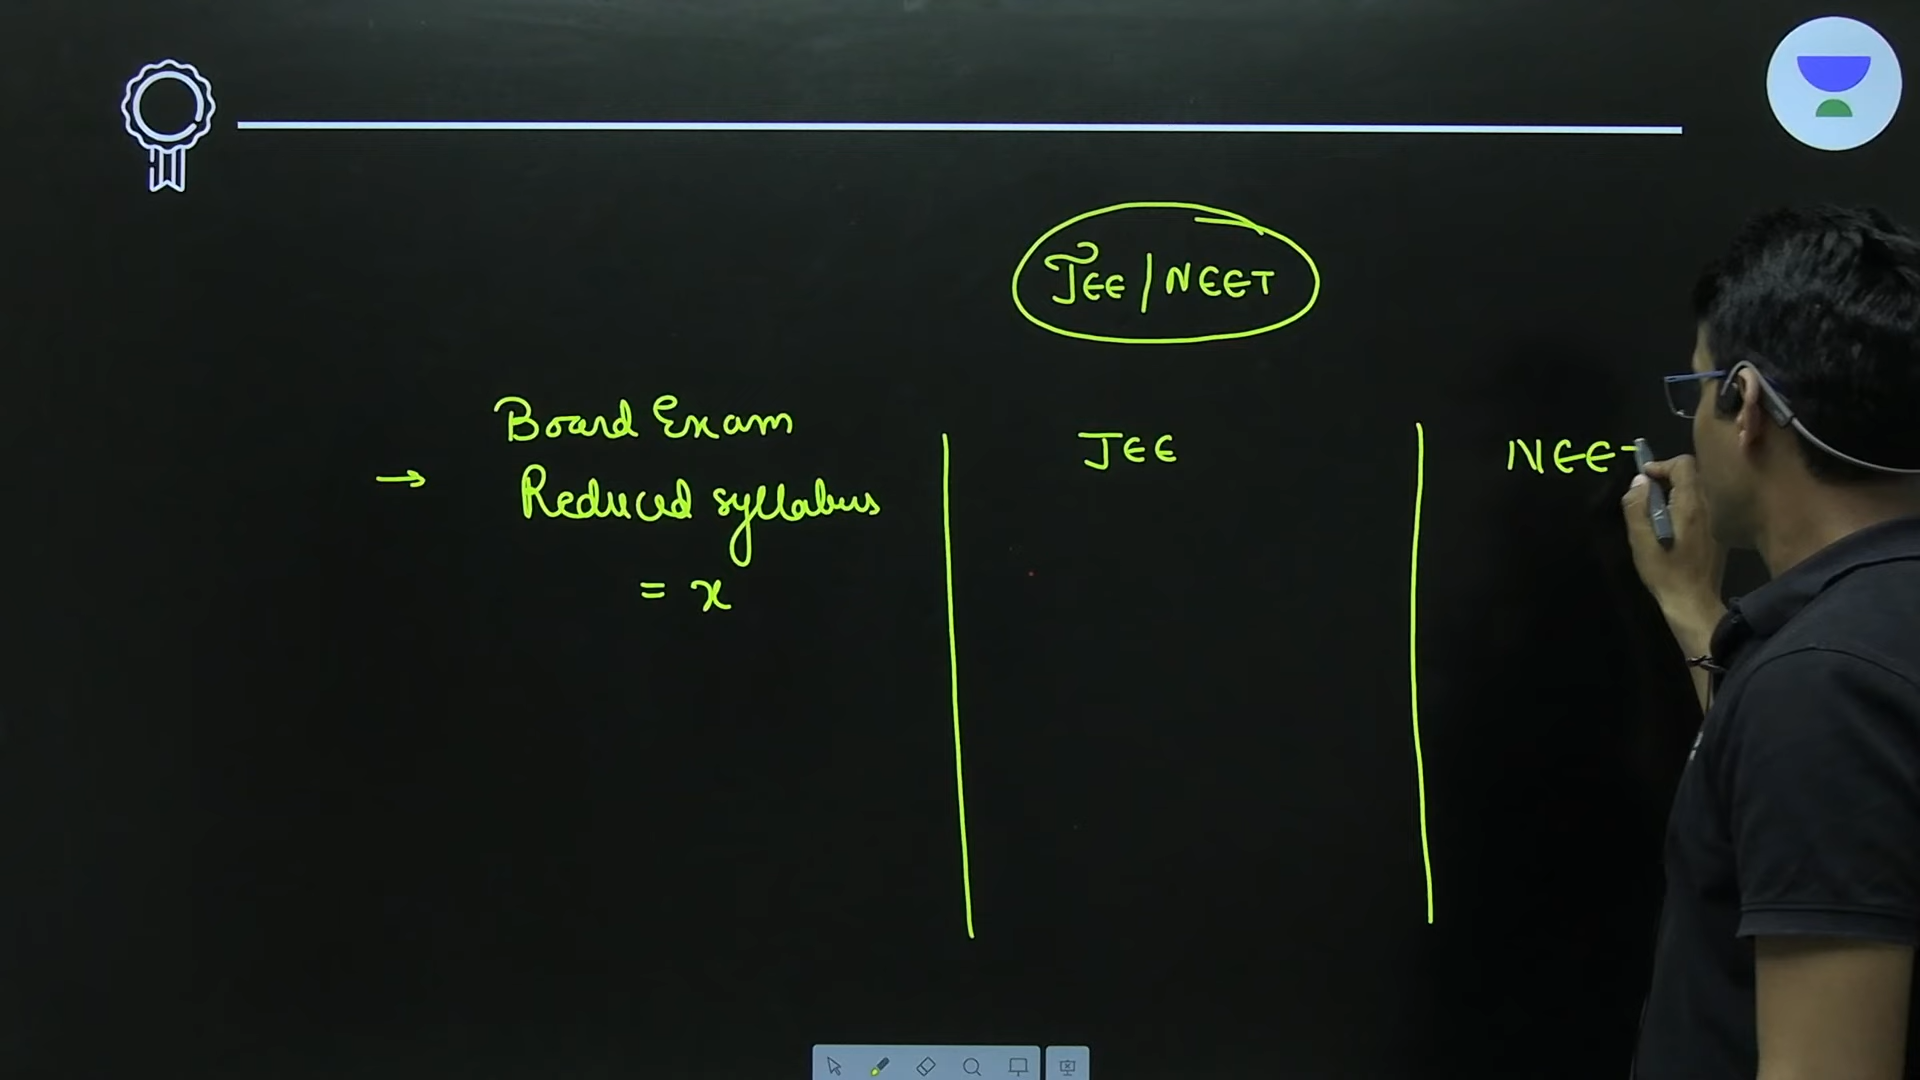 JEE/NEET
Board Exam
→ Reduced syllabus
= x
JEE
NEET